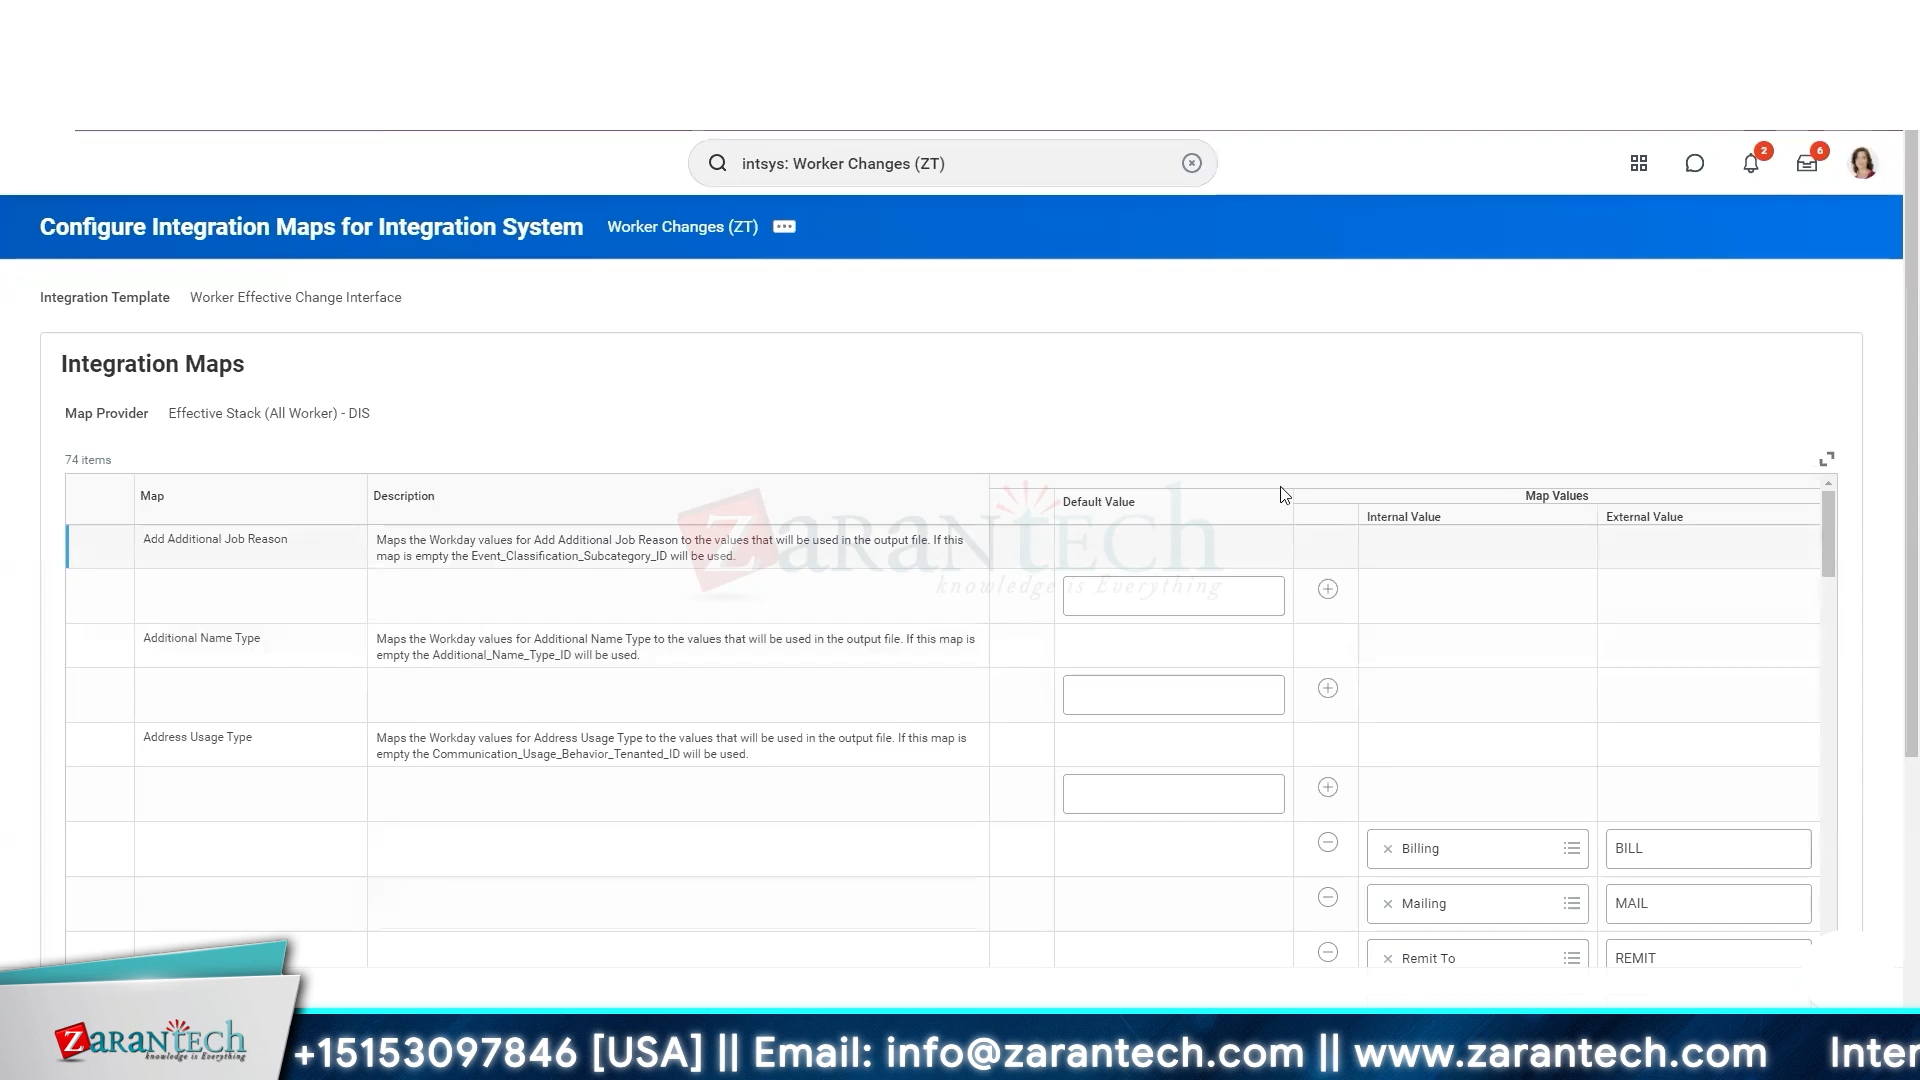 intsys: Worker Changes (ZT)
2
6
Configure Integration Maps for Integration System
Worker Changes (ZT)
Integration Template
Worker Effective Change Interface
Integration Maps
Map Provider
Effective Stack (All Worker) - DIS
74 items
Map
Description
Default Value
Map Values
Internal Value
External Value
Add Additional Job Reason
Maps the Workday values for Add Additional Job Reason to the values that will be used in the output file. If this
map is empty the Event_Classification_Subcategory_ID will be used.
ZARANTECH
knowledge is Everything
Additional Name Type
Maps the Workday values for Additional Name Type to the values that will be used in the output file. If this map is
empty the Additional_Name_Type_ID will be used.
Address Usage Type
Maps the Workday values for Address Usage Type to the values that will be used in the output file. If this map is
empty the Communication_Usage_Behavior_Tenanted_ID will be used.
Billing
BILL
Mailing
MAIL
Remit To
REMIT
ZARANTECH
knowledge is Everything
+15153097846 [USA] || Email: info@zarantech.com || www.zarantech.com Inter